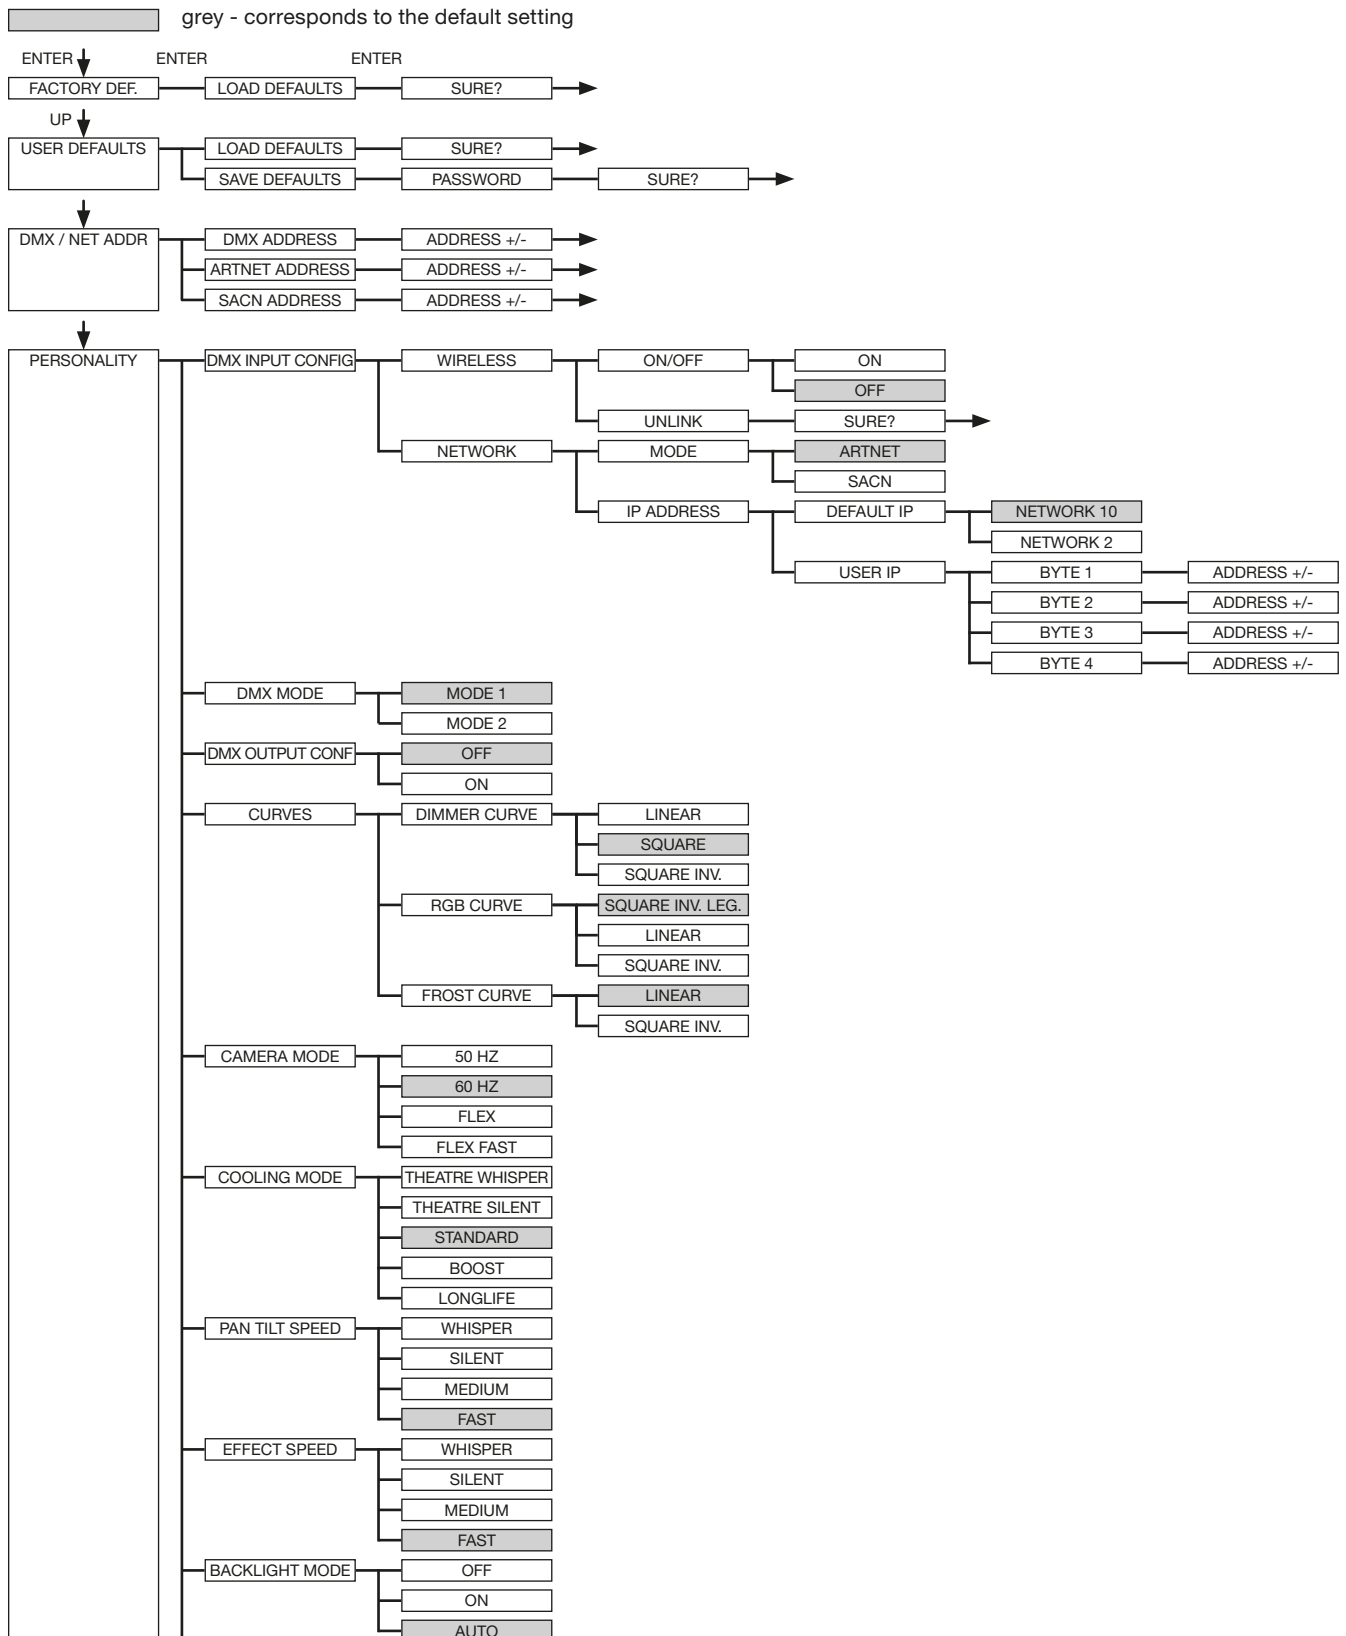 grey - corresponds to the default setting
ENTER ENTER ENTER
FACTORY DEF. LOAD DEFAULTS SURE?
UP
USER DEFAULTS LOAD DEFAULTS SURE?
SAVE DEFAULTS PASSWORD SURE?
DMX / NET ADDR DMX ADDRESS ADDRESS +/-
ARTNET ADDRESS ADDRESS +/-
SACN ADDRESS ADDRESS +/-
PERSONALITY DMX INPUT CONFIG WIRELESS ON/OFF ON
OFF
UNLINK SURE?
NETWORK MODE ARTNET
SACN
IP ADDRESS DEFAULT IP NETWORK 10
NETWORK 2
USER IP BYTE 1 ADDRESS +/-
BYTE 2 ADDRESS +/-
BYTE 3 ADDRESS +/-
BYTE 4 ADDRESS +/-
DMX MODE MODE 1
MODE 2
DMX OUTPUT CONF OFF
ON
CURVES DIMMER CURVE LINEAR
SQUARE
SQUARE INV.
RGB CURVE SQUARE INV. LEG.
LINEAR
SQUARE INV.
FROST CURVE LINEAR
SQUARE INV.
CAMERA MODE 50 HZ
60 HZ
FLEX
FLEX FAST
COOLING MODE THEATRE WHISPER
THEATRE SILENT
STANDARD
BOOST
LONGLIFE
PAN TILT SPEED WHISPER
SILENT
MEDIUM
FAST
EFFECT SPEED WHISPER
SILENT
MEDIUM
FAST
BACKLIGHT MODE OFF
ON
AUTO